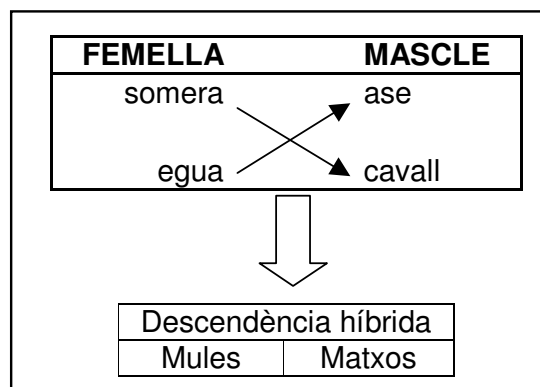 FEMELLA MASCLE
somera ase
egua cavall
Descendència híbrida
Mules Matxos